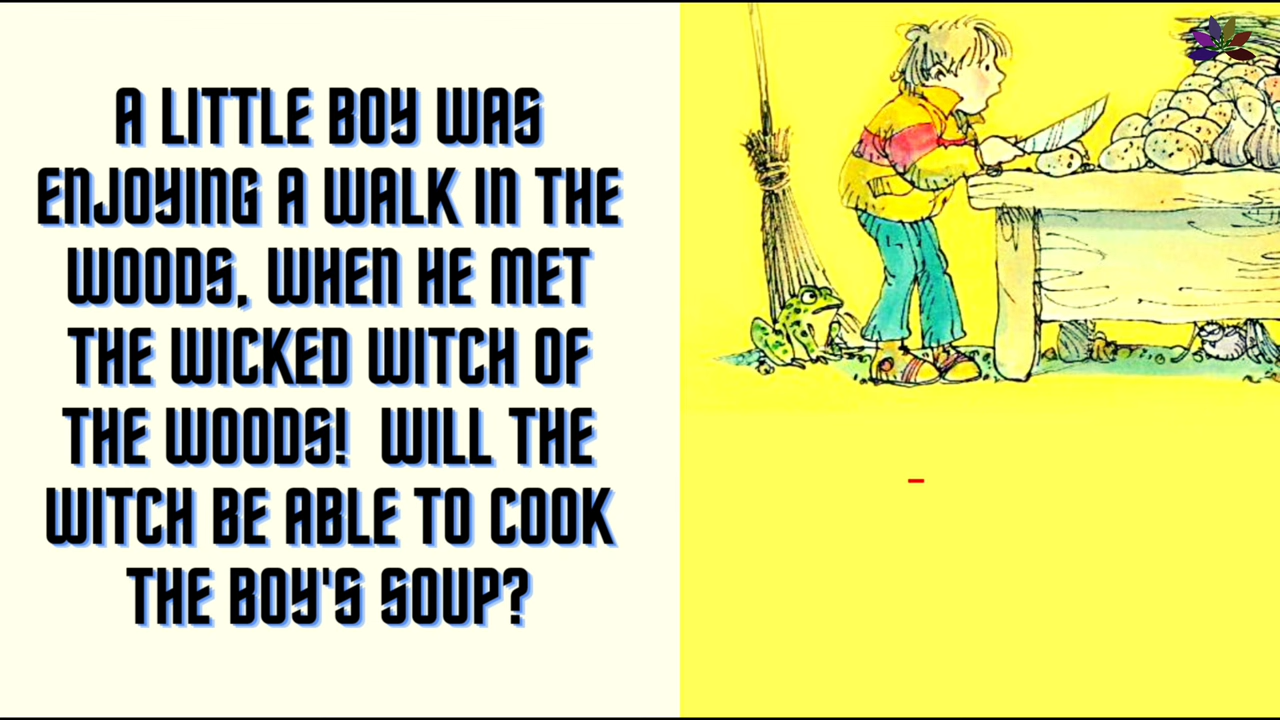 A LITTLE BOY WAS
ENJOYING A WALK IN THE
WOODS, WHEN HE MET
THE WICKED WITCH OF
THE WOODS!  WILL THE
WITCH BE ABLE TO COOK
THE BOY'S SOUP?